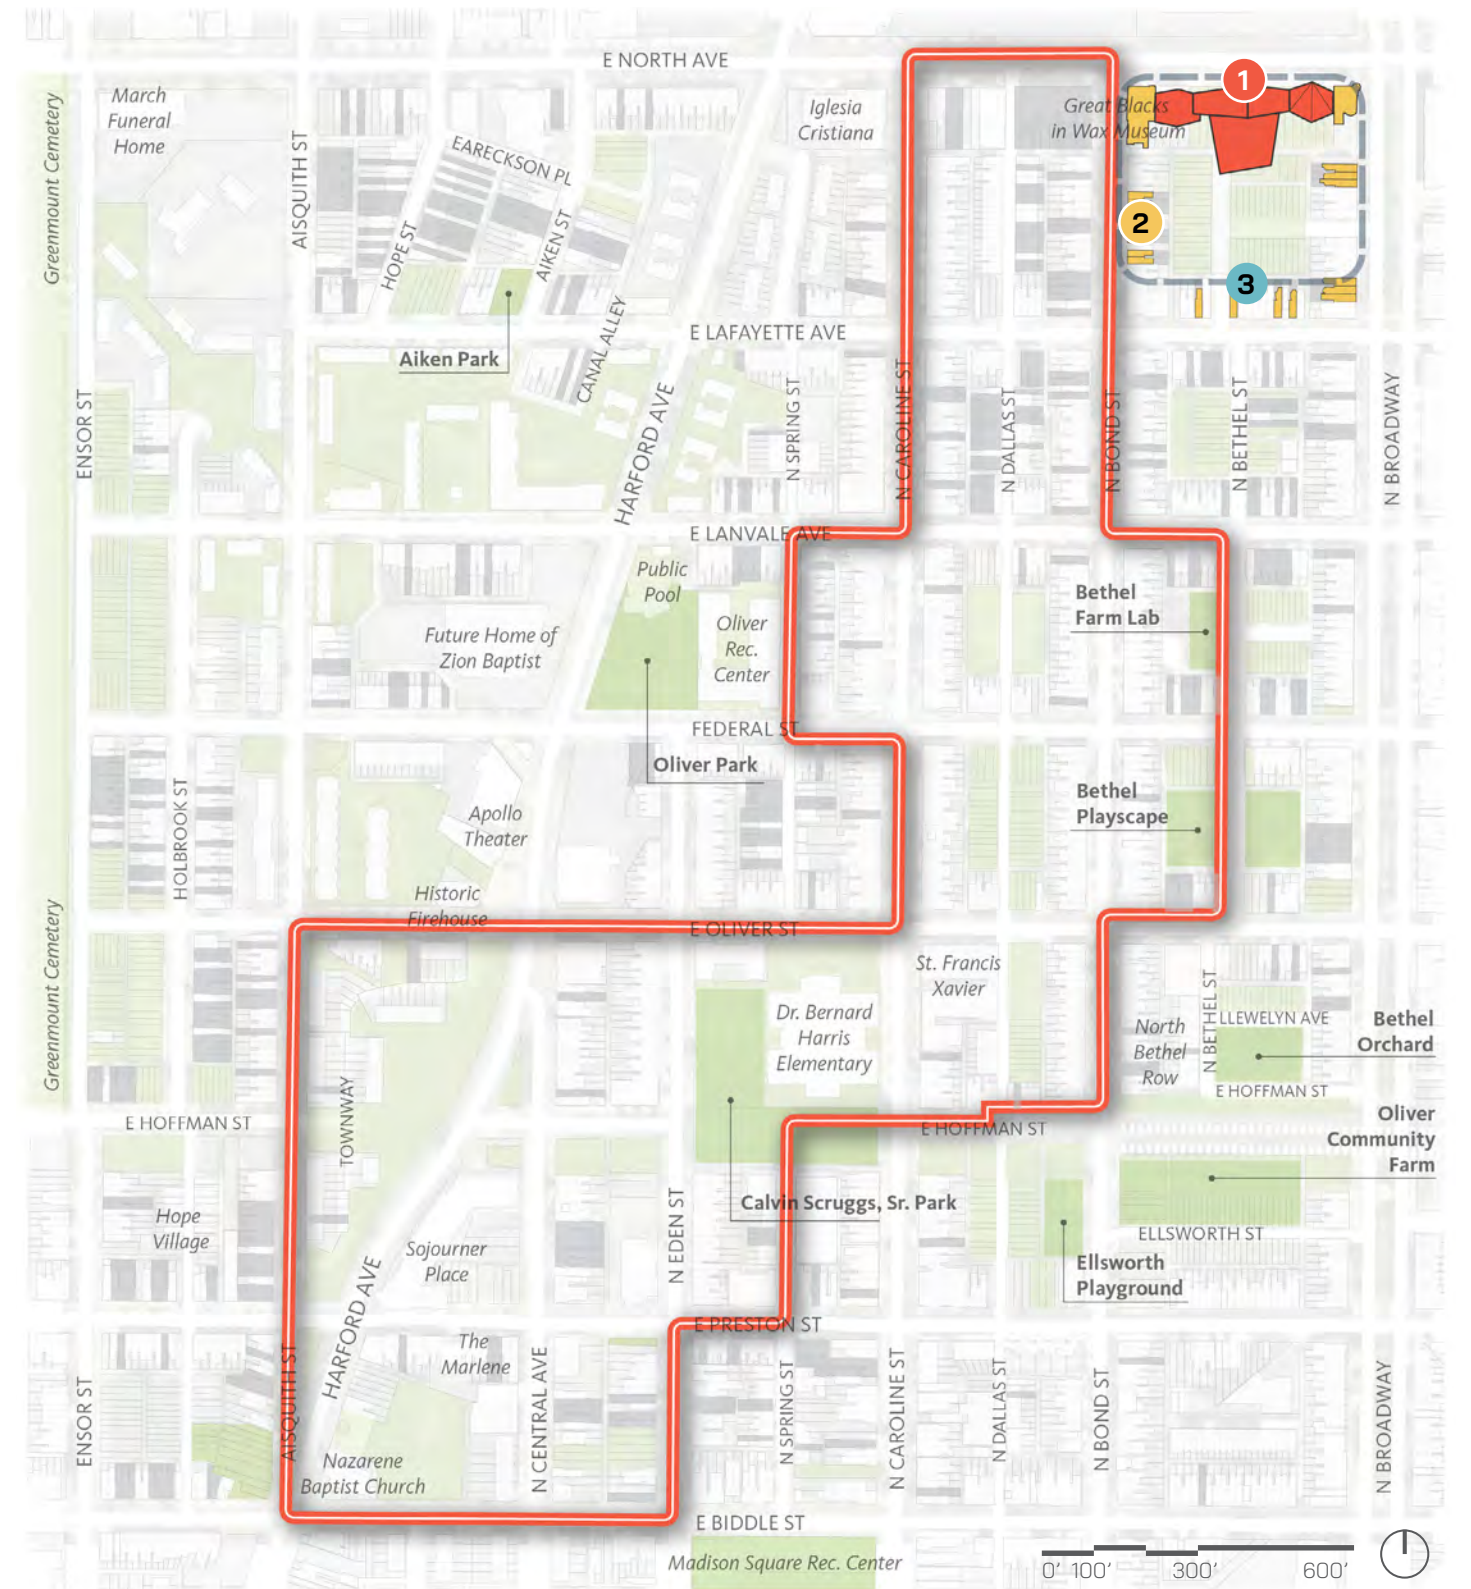 E NORTH AVE
1
March
Funeral
Home
Iglesia
Cristiana
Great Blacks
in Wax Museum
Greenmount Cemetery
AISQUITH ST
EARECKSON PL
HOPE ST
AIKEN ST
2
3
CANAL ALLEY
E LAFAYETTE AVE
Aiken Park
ENSOR ST
HARFORD AVE
N SPRING ST
N CAROLINE ST
N DALLAS ST
N BOND ST
N BETHEL ST
N BROADWAY
E LANVALE AVE
Public
Pool
Oliver
Rec.
Center
Future Home of
Zion Baptist
Bethel
Farm Lab
FEDERAL ST
Oliver Park
HOLBROOK ST
Apollo
Theater
Bethel
Playscape
Historic
Firehouse
E OLIVER ST
Greenmount Cemetery
St. Francis
Xavier
Dr. Bernard
Harris
Elementary
North
Bethel
Row
N BETHEL ST
LLEWELYN AVE
Bethel
Orchard
E HOFFMAN ST
TOWNWAY
E HOFFMAN ST
E HOFFMAN ST
Oliver
Community
Farm
Calvin Scruggs, Sr. Park
Hope
Village
Sojourner
Place
N EDEN ST
ELLSWORTH ST
Ellsworth
Playground
HARFORD AVE
E PRESTON ST
The
Marlene
ENSOR ST
AISQUITH ST
N CENTRAL AVE
N SPRING ST
N CAROLINE ST
N DALLAS ST
N BOND ST
N BROADWAY
Nazarene
Baptist Church
E BIDDLE ST
Madison Square Rec. Center
0' 100' 300' 600'